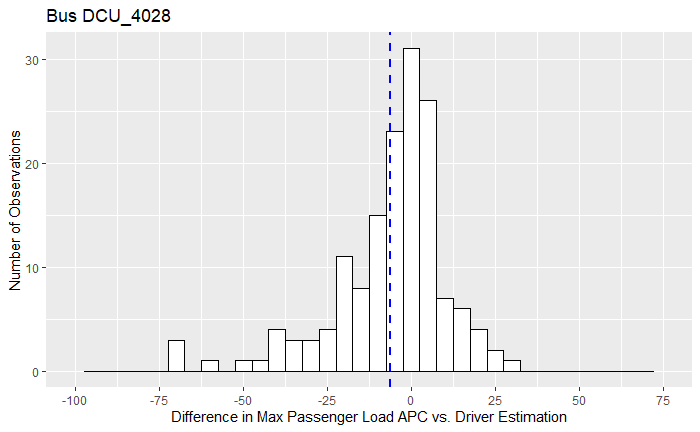 Bus DCU_4028
Number of Observations
30
20
10
0
-100 -75 -50 -25 0 25 50 75
Difference in Max Passenger Load APC vs. Driver Estimation